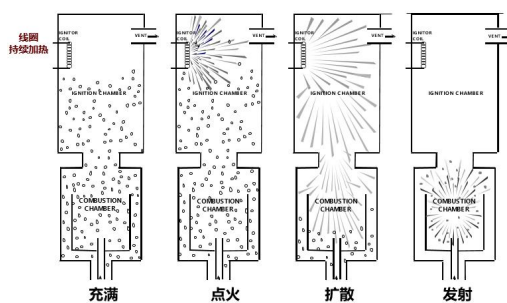 线圈
持续加热
IGNITOR
COIL
VENT
IGNITION CHAMBER
COMBUSTION
CHAMBER
充满
IGNITOR
COIL
VENT
IGNITION CHAMBER
COMBUSTION
CHAMBER
点火
IGNITOR
COIL
VENT
IGNITION CHAMBER
COMBUSTION
CHAMBER
扩散
IGNITOR
COIL
VENT
IGNITION CHAMBER
COMBUSTION
CHAMBER
发射